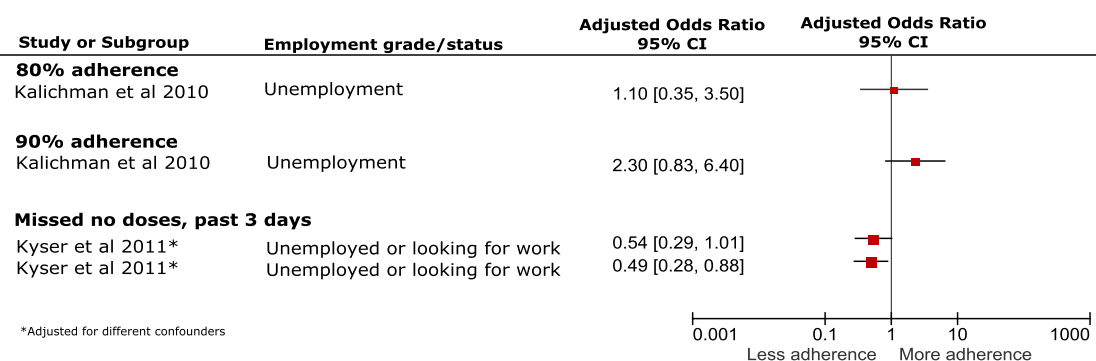 Study or Subgroup Employment grade/status Adjusted Odds Ratio 95% CI Adjusted Odds Ratio 95% CI
80% adherence
Kalichman et al 2010 Unemployment 1.10 [0.35, 3.50]
90% adherence
Kalichman et al 2010 Unemployment 2.30 [0.83, 6.40]
Missed no doses, past 3 days
Kyser et al 2011* Unemployed or looking for work 0.54 [0.29, 1.01]
Kyser et al 2011* Unemployed or looking for work 0.49 [0.28, 0.88]
*Adjusted for different confounders
0.001 0.1 1 10 1000
Less adherence More adherence